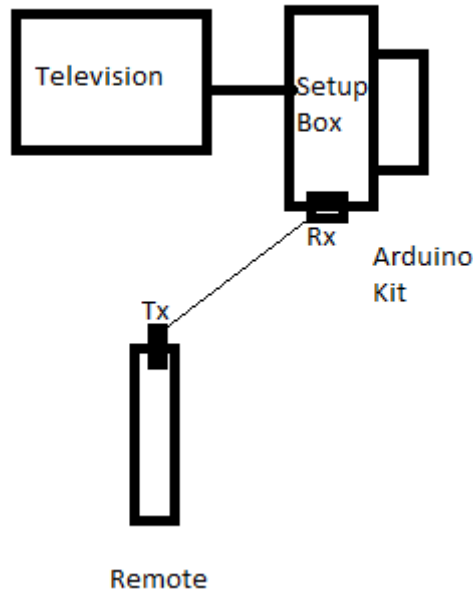 Television
Setup
Box
Rx
Arduino
Kit
Tx
Remote